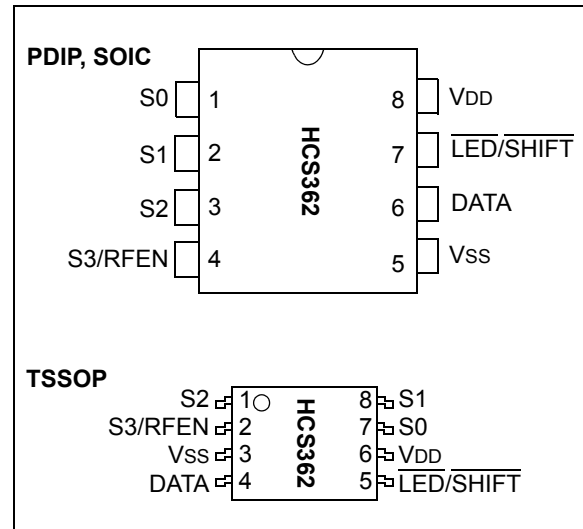 PDIP, SOIC
S0 1 8 VDD
S1 2 7 LED/SHIFT
S2 3 6 DATA
S3/RFEN 4 5 VSS
HCS362
TSSOP
S2 1 8 S1
S3/RFEN 2 7 S0
VSS 3 6 VDD
DATA 4 5 LED/SHIFT
HCS362